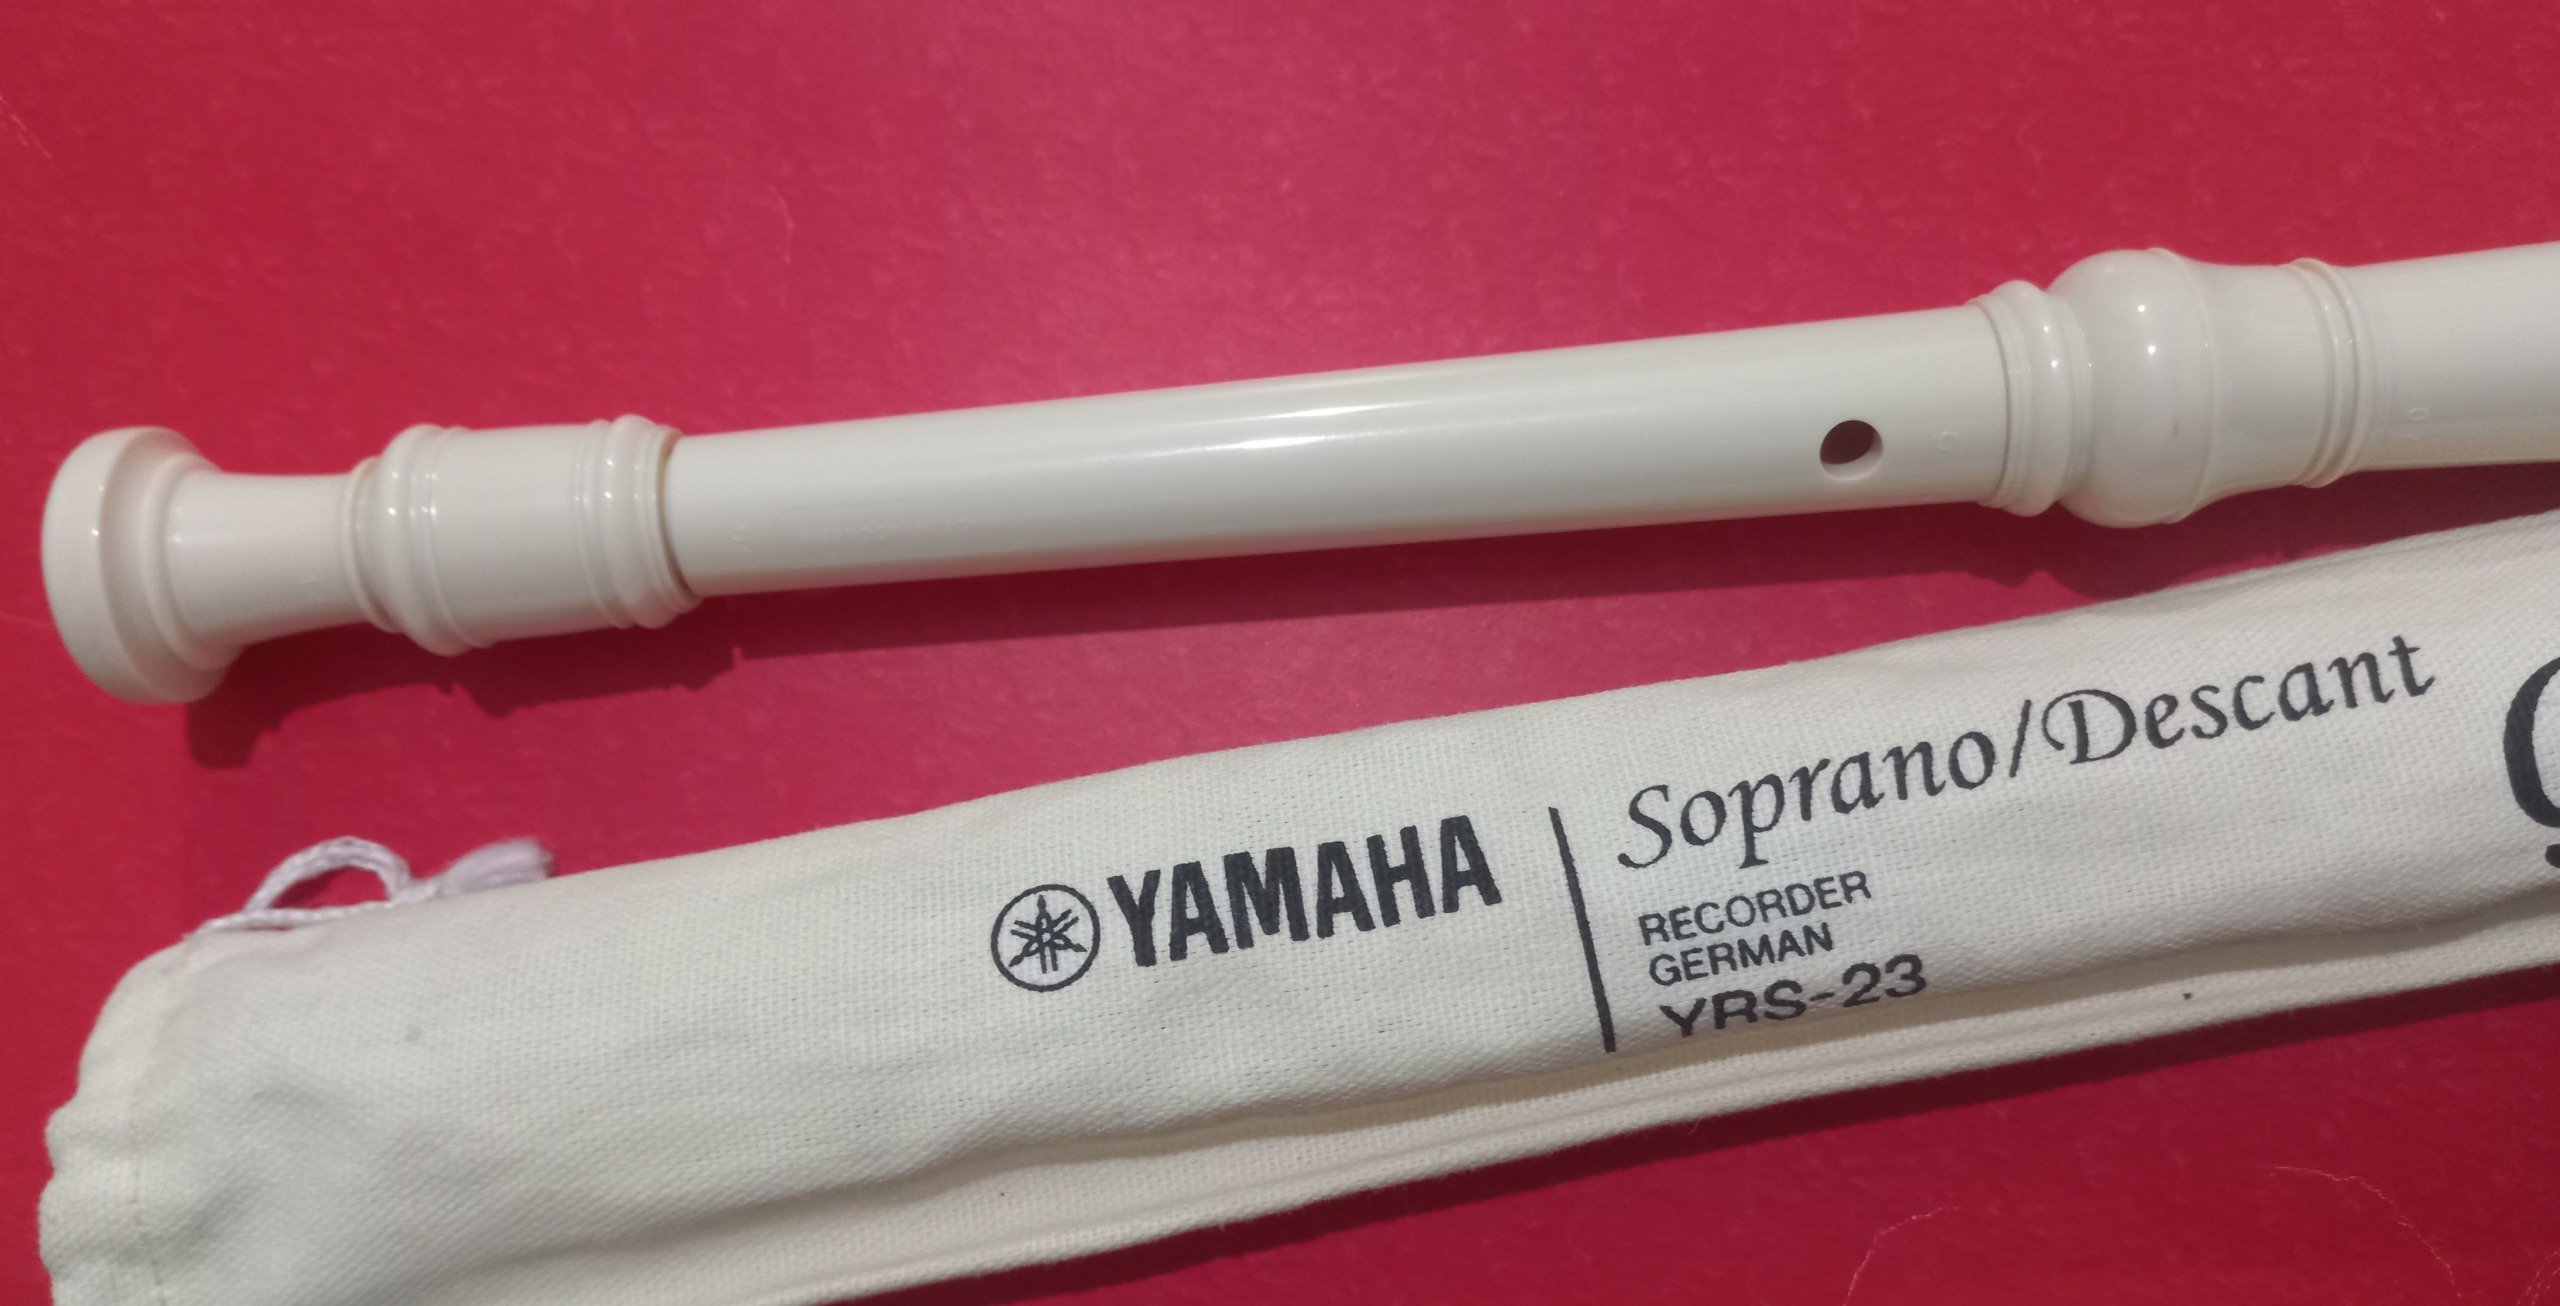 YAMAHA
Soprano/Descant
RECORDER
GERMAN
YRS-23